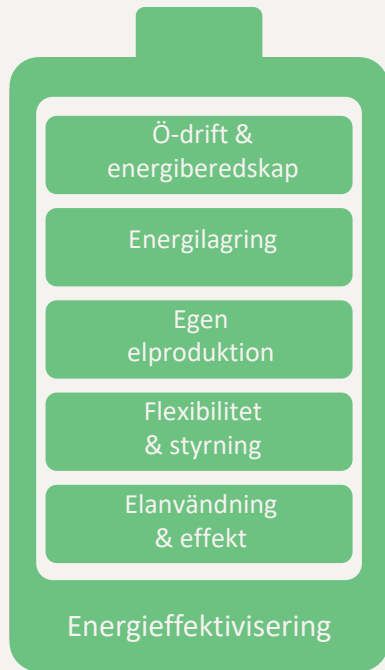 Ö-drift &
energiberedskap
Energilagring
Egen
elproduktion
Flexibilitet
& styrning
Elanvändning
& effekt
Energieffektivisering